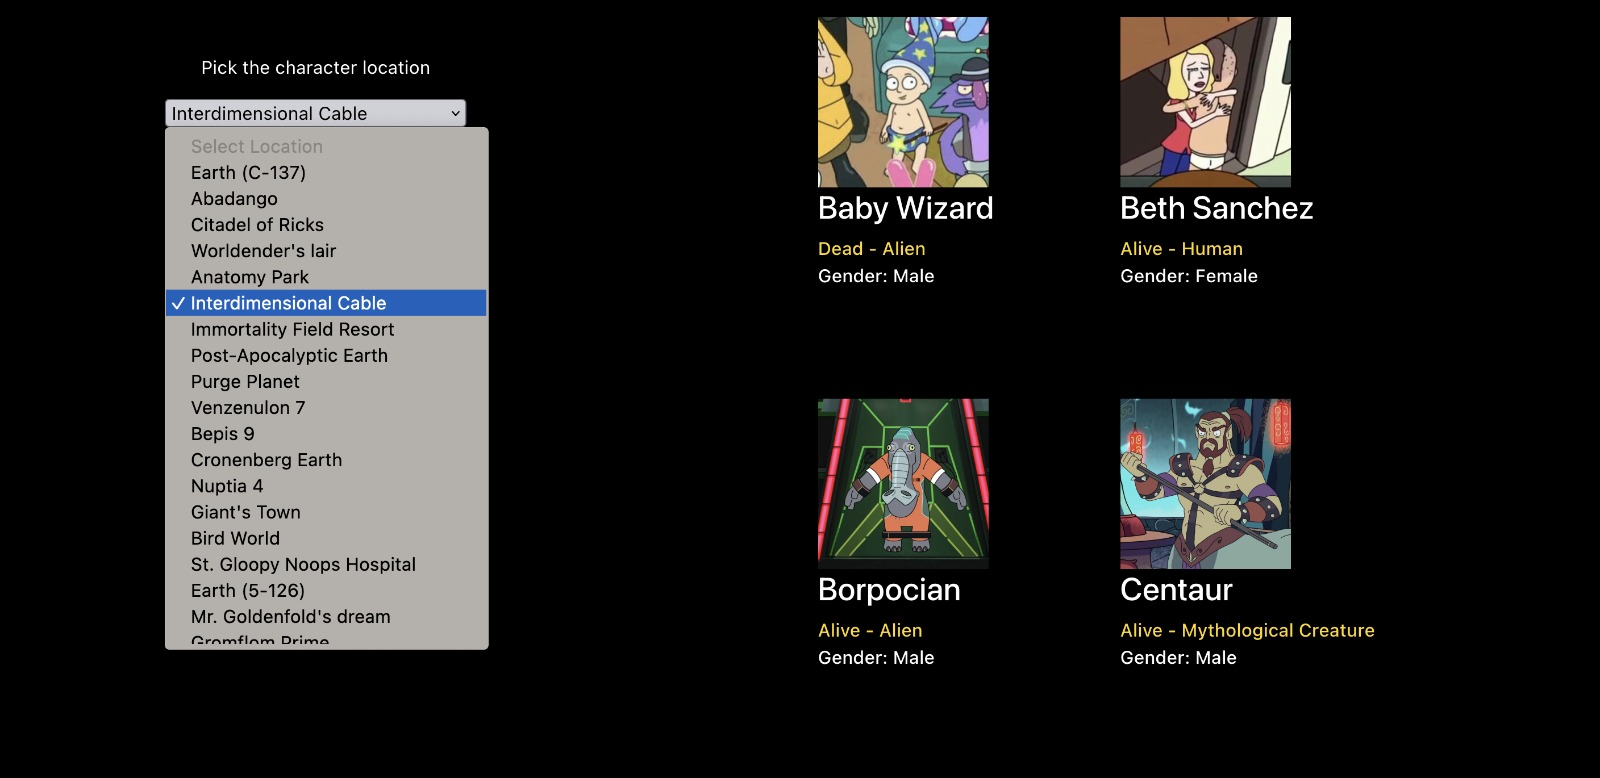 Pick the character location
Interdimensional Cable
Select Location
Earth (C-137)
Abadango
Citadel of Ricks
Worldender's lair
Anatomy Park
✓ Interdimensional Cable
Immortality Field Resort
Post-Apocalyptic Earth
Purge Planet
Venzenulon 7
Bepis 9
Cronenberg Earth
Nuptia 4
Giant's Town
Bird World
St. Gloopy Noops Hospital
Earth (5-126)
Mr. Goldenfold's dream
Gromflom Prime
Baby Wizard
Dead - Alien
Gender: Male
Beth Sanchez
Alive - Human
Gender: Female
Borpocian
Alive - Alien
Gender: Male
Centaur
Alive - Mythological Creature
Gender: Male